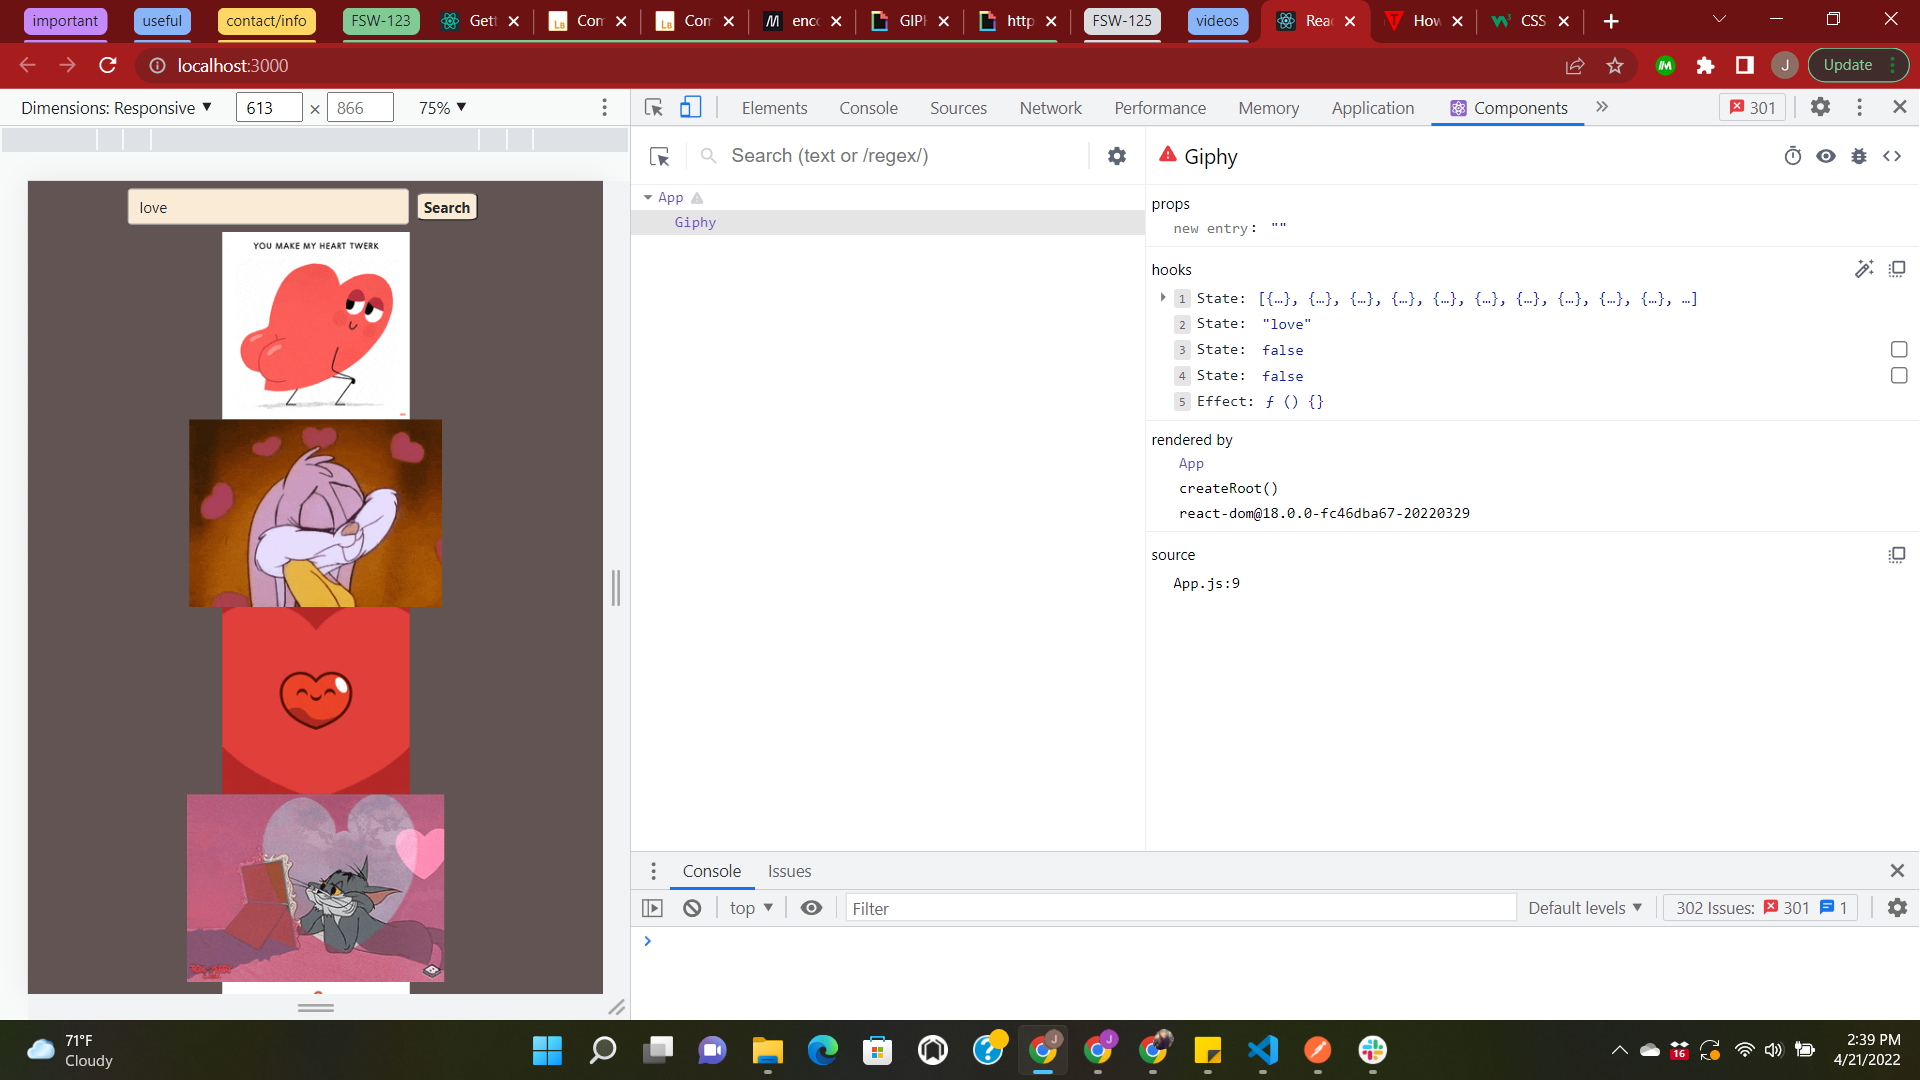 important useful contact/info FSW-123 Gett Com Com enco GIPH http FSW-125 videos Reac How CSS
localhost:3000 J Update
Dimensions: Responsive 613 × 866 75%
Elements Console Sources Network Performance Memory Application Components 301
Search (text or /regex/)
Giphy
App
Giphy
props
new entry: ""
hooks
1 State: [{…}, {…}, {…}, {…}, {…}, {…}, {…}, {…}, {…}, {…}, …]
2 State: "love"
3 State: false
4 State: false
5 Effect: ƒ () {}
rendered by
App
createRoot()
react-dom@18.0.0-fc46dba67-20220329
source
App.js:9
love Search
YOU MAKE MY HEART TWERK
Console Issues
top Filter Default levels 302 Issues: 301 1
71°F
Cloudy
16
2:39 PM
4/21/2022